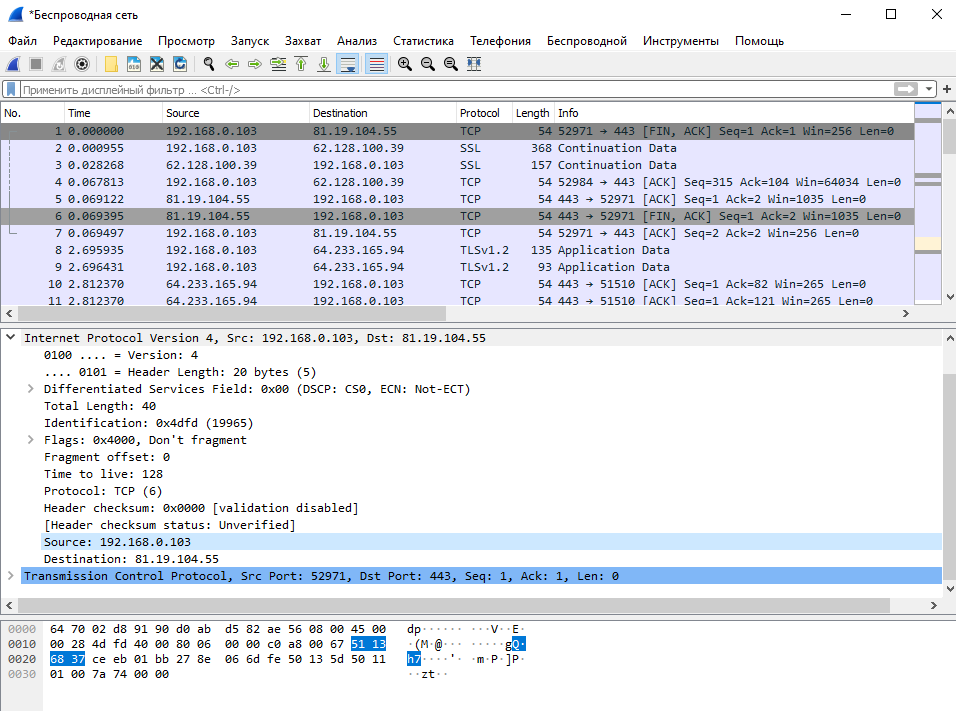 *Беспроводная сеть
Файл Редактирование Просмотр Запуск Захват Анализ Статистика Телефония Беспроводной Инструменты Помощь
Применить дисплейный фильтр ... <Ctrl-/>
No. Time Source Destination Protocol Length Info
1 0.000000 192.168.0.103 81.19.104.55 TCP 54 52971 → 443 [FIN, ACK] Seq=1 Ack=1 Win=256 Len=0
2 0.000955 192.168.0.103 62.128.100.39 SSL 368 Continuation Data
3 0.028268 62.128.100.39 192.168.0.103 SSL 157 Continuation Data
4 0.067813 192.168.0.103 62.128.100.39 TCP 54 52984 → 443 [ACK] Seq=315 Ack=104 Win=64034 Len=0
5 0.069122 81.19.104.55 192.168.0.103 TCP 54 443 → 52971 [ACK] Seq=1 Ack=2 Win=1035 Len=0
6 0.069395 81.19.104.55 192.168.0.103 TCP 54 443 → 52971 [FIN, ACK] Seq=1 Ack=2 Win=1035 Len=0
7 0.069497 192.168.0.103 81.19.104.55 TCP 54 52971 → 443 [ACK] Seq=2 Ack=2 Win=256 Len=0
8 2.695935 192.168.0.103 64.233.165.94 TLSv1.2 135 Application Data
9 2.696431 192.168.0.103 64.233.165.94 TLSv1.2 93 Application Data
10 2.812370 64.233.165.94 192.168.0.103 TCP 54 443 → 51510 [ACK] Seq=1 Ack=82 Win=265 Len=0
11 2.812370 64.233.165.94 192.168.0.103 TCP 54 443 → 51510 [ACK] Seq=1 Ack=121 Win=265 Len=0
Internet Protocol Version 4, Src: 192.168.0.103, Dst: 81.19.104.55
0100 .... = Version: 4
.... 0101 = Header Length: 20 bytes (5)
Differentiated Services Field: 0x00 (DSCP: CS0, ECN: Not-ECT)
Total Length: 40
Identification: 0x4dfd (19965)
Flags: 0x4000, Don't fragment
Fragment offset: 0
Time to live: 128
Protocol: TCP (6)
Header checksum: 0x0000 [validation disabled]
[Header checksum status: Unverified]
Source: 192.168.0.103
Destination: 81.19.104.55
Transmission Control Protocol, Src Port: 52971, Dst Port: 443, Seq: 1, Ack: 1, Len: 0
0000 64 70 02 d8 91 90 d0 ab d5 82 ae 56 08 00 45 00 dp······ ···V··E·
0010 00 28 4d fd 40 00 80 06 00 00 c0 a8 00 67 51 13 ·(M·@··· ·····gQ·
0020 68 37 ce eb 01 bb 27 8e 06 6d fe 50 13 5d 50 11 h7····'· ·m·P·]P·
0030 01 00 7a 74 00 00 ··zt··